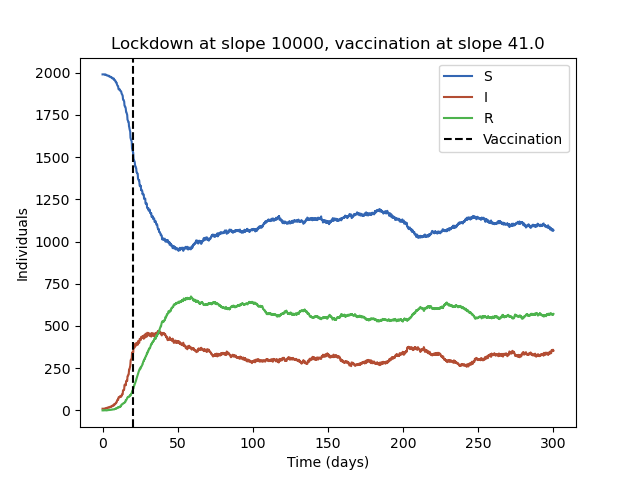 Lockdown at slope 10000, vaccination at slope 41.0
2000
1750
1500
1250
1000
750
500
250
0
Individuals
S
I
R
Vaccination
0
50
100
150
200
250
300
Time (days)